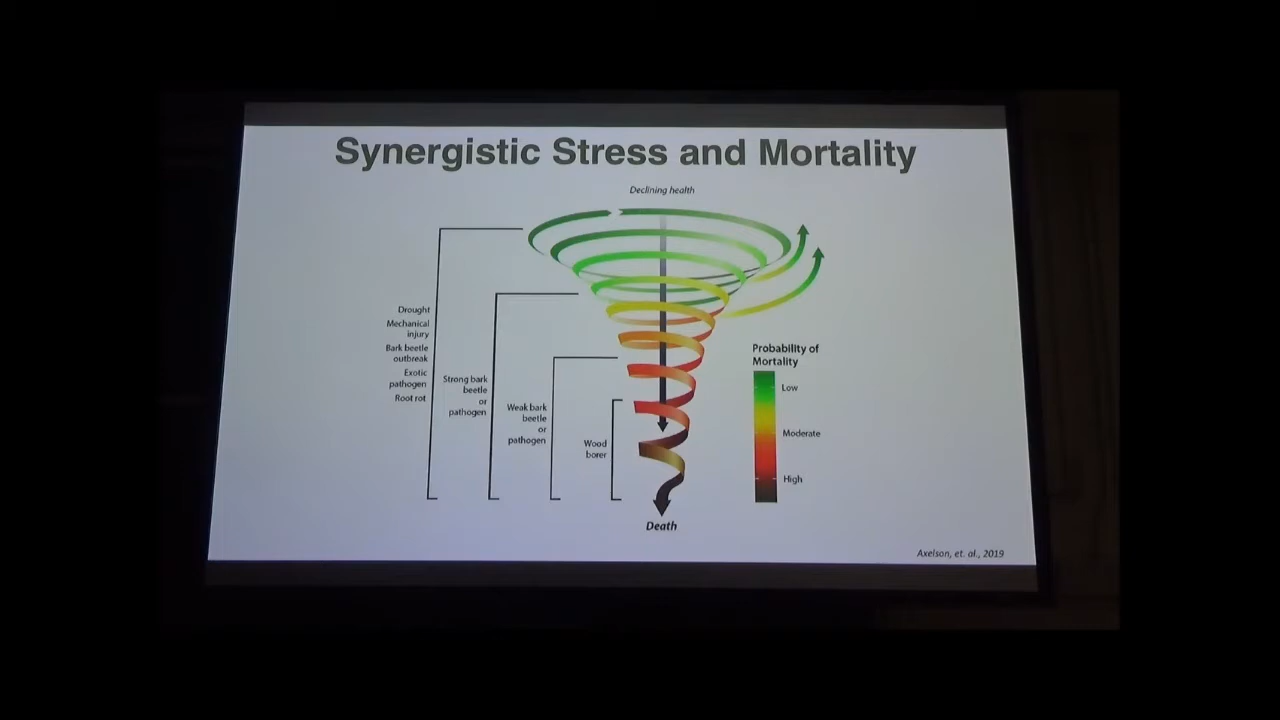 Synergistic Stress and Mortality
Declining health
Drought
Mechanical
injury
Bark beetle
outbreak
Exotic
pathogen
Root rot
Strong bark
beetle
or
pathogen
Weak bark
beetle
or
pathogen
Wood
borer
Probability of
Mortality
Low
Moderate
High
Death
Axelson, et. al., 2019